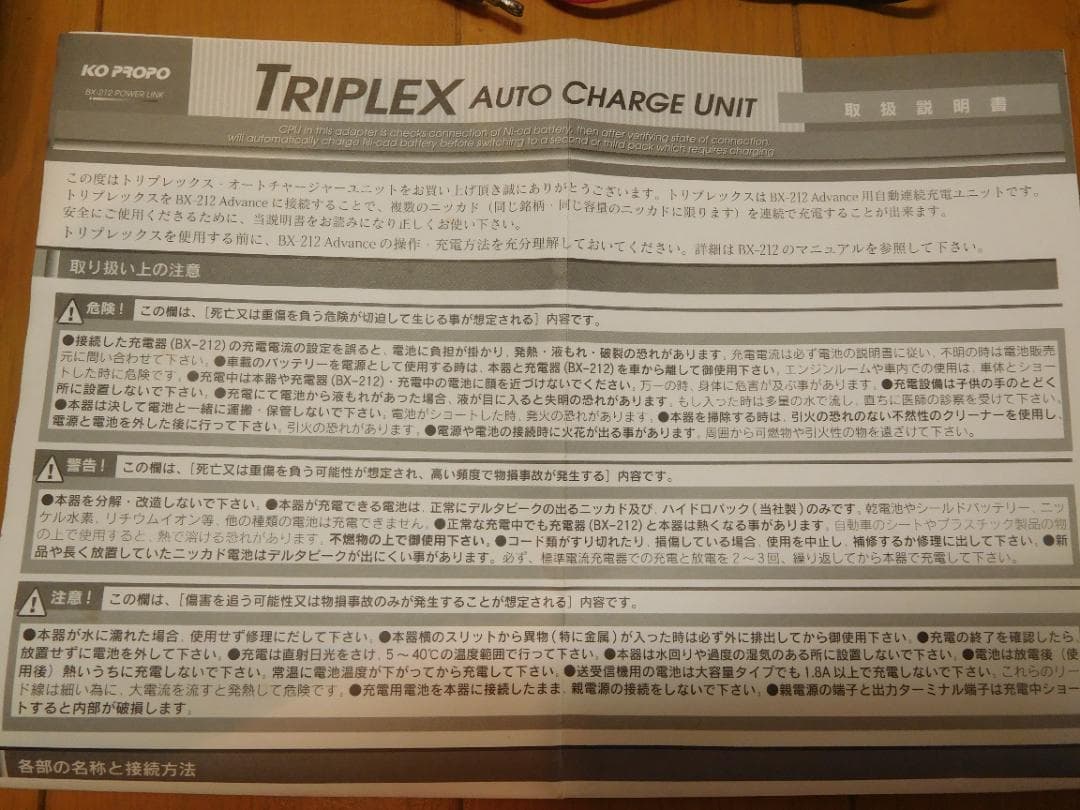 KO PROPO
BX-212 POWER LINK
TRIPLEX AUTO CHARGE UNIT
取扱説明書
CPU in this adapter is checks connection of Ni-cad battery, then after verifying state of connection,
will automatically charge Ni-cad battery before switching to a second or third pack which requires charging
この度はトリプレックス・オートチャージャーユニットをお買い上げ頂き誠にありがとうございます。トリプレックスはBX-212 Advance用自動連続充電ユニットです。
トリプレックスをBX-212 Advanceに接続することで、複数のニッカド（同じ銘柄・同じ容量のニッカドに限ります）を連続で充電することが出来ます。
安全にご使用くださるために、当説明書をお読みになり正しくお使い下さい。
トリプレックスを使用する前に、BX-212 Advanceの操作・充電方法を充分理解しておいてください。詳細はBX-212のマニュアルを参照して下さい。
取り扱い上の注意
危険！ この欄は、［死亡又は重傷を負う危険が切迫して生じる事が想定される］内容です。
●接続した充電器(BX-212)の充電電流の設定を誤ると、電池に負担が掛かり、発熱・液もれ・破裂の恐れがあります。充電電流は必ず電池の説明書に従い、不明の時は電池販売
元に問い合わせて下さい。●車載のバッテリーを電源として使用する時は、本器と充電器(BX-212)を車から離して御使用下さい。エンジンルームや車内での使用は、車体とショー
トした時に危険です。●充電中は本器や充電器(BX-212)・充電中の電池に顔を近づけないでください。万一の時、身体に危害が及ぶ事があります。●充電設備は子供の手のとどく
所に設置しないで下さい。●充電にて電池から液もれがあった場合、液が目に入ると失明の恐れがあります。もし入った時は多量の水で流し、直ちに医師の診察を受けて下さい。
●本器は決して電池と一緒に運搬・保管しないで下さい。電池がショートした時、発火の恐れがあります。●本器を掃除する時は、引火の恐れのない不然性のクリーナーを使用し、
電源と電池を外した後に行って下さい。引火の恐れがあります。●電源や電池の接続時に火花が出る事があります。周囲から可燃物や引火性の物を遠ざけて下さい。
警告！ この欄は、［死亡又は重傷を負う可能性が想定され、高い頻度で物損事故が発生する］内容です。
●本器を分解・改造しないで下さい。●本器が充電できる電池は、正常にデルタピークの出るニッカド及び、ハイドロパック(当社製)のみです。乾電池やシールドバッテリー、ニッ
ケル水素、リチウムイオン等、他の種類の電池は充電できません。●正常な充電中でも充電器(BX-212)と本器は熱くなる事があります。自動車のシートやプラスチック製品の物
の上で使用すると、熱で溶ける恐れがあります。不燃物の上で御使用下さい。●コード類がすり切れたり、損傷している場合、使用を中止し、補修するか修理に出して下さい。●新
品や長く放置していたニッカド電池はデルタピークが出にくい事があります。必ず、標準電流充電器での充電と放電を２～３回、繰り返してから本器で充電して下さい。
注意！ この欄は、［傷害を追う可能性又は物損事故のみが発生することが想定される］内容です。
●本器が水に濡れた場合、使用せず修理にだして下さい。●本器横のスリットから異物(特に金属)が入った時は必ず外に排出してから御使用下さい。●充電の終了を確認したら、
放置せずに電池を外して下さい。●充電は直射日光をさけ、5～40℃の温度範囲で行って下さい。●本器は水回りや過度の湿気のある所に設置しないで下さい。●電池は放電後（使
用後）熱いうちに充電しないで下さい。常温に電池温度が下がってから充電して下さい。●送受信機用の電池は大容量タイプでも1.8A以上で充電しないで下さい。これらのリー
ド線は細い為に、大電流を流すと発熱して危険です。●充電用電池を本器に接続したまま、親電源の接続をしないで下さい。●親電源の端子と出力ターミナル端子は充電中ショー
トすると内部が破損します。
各部の名称と接続方法